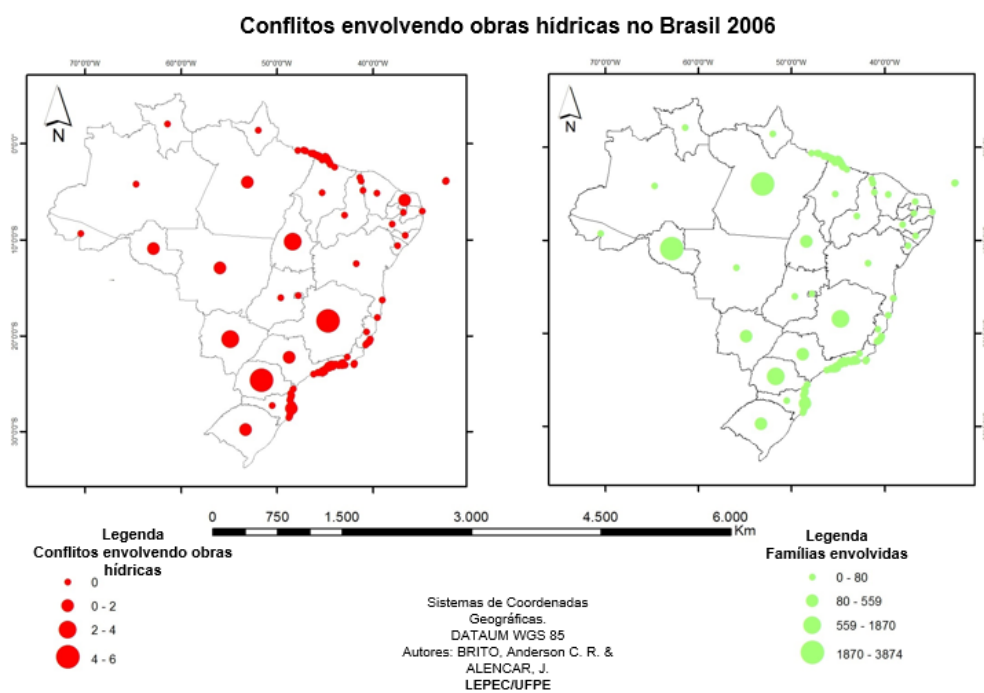 Conflitos envolvendo obras hídricas no Brasil 2006
70°0'0"W 60°0'0"W 50°0'0"W 40°0'0"W
70°0'0"W 60°0'0"W 50°0'0"W 40°0'0"W
N
N
0 750 1.500 3.000 4.500 6.000
Km
Legenda
Conflitos envolvendo obras
hídricas
0
0 - 2
2 - 4
4 - 6
Sistemas de Coordenadas
Geográficas.
DATAUM WGS 85
Autores: BRITO, Anderson C. R. &
ALENCAR, J.
LEPEC/UFPE
Legenda
Famílias envolvidas
0 - 80
80 - 559
559 - 1870
1870 - 3874